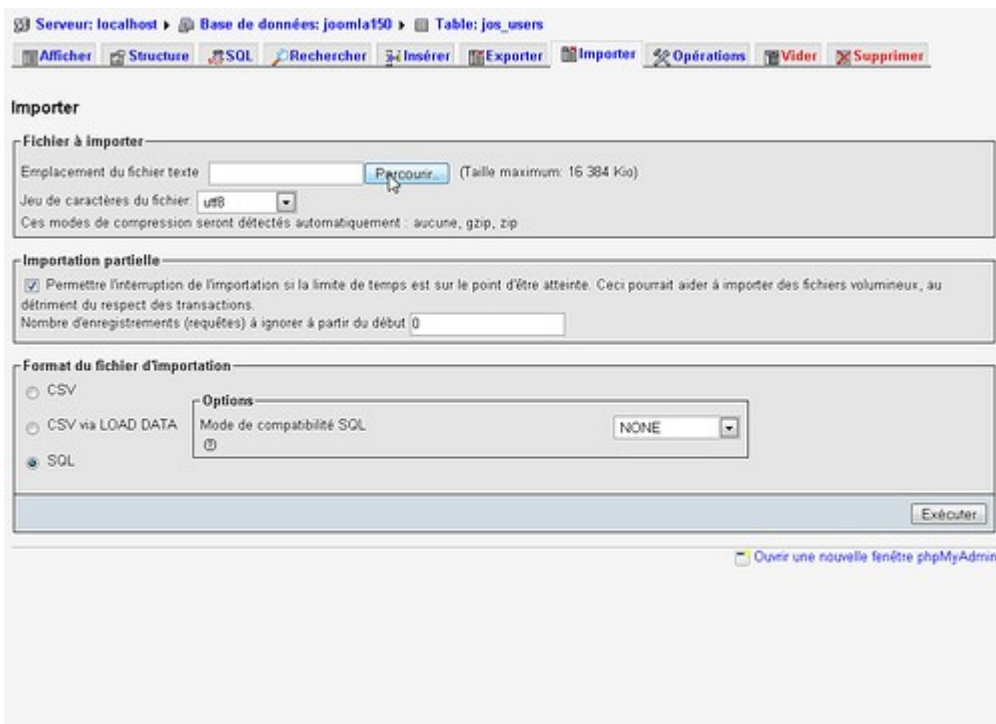 Serveur: localhost ▸ Base de données: joomla150 ▸ Table: jos_users
Afficher Structure SQL Rechercher Insérer Exporter Importer Opérations Vider Supprimer
Importer
Fichier à importer
Emplacement du fichier texte Parcourir... (Taille maximum: 16 384 Kio)
Jeu de caractères du fichier: utf8
Ces modes de compression seront détectés automatiquement : aucune, gzip, zip
Importation partielle
Permettre l'interruption de l'importation si la limite de temps est sur le point d'être atteinte. Ceci pourrait aider à importer des fichiers volumineux, au
détriment du respect des transactions.
Nombre d'enregistrements (requêtes) à ignorer à partir du début 0
Format du fichier d'importation
CSV
Options
CSV via LOAD DATA Mode de compatibilité SQL NONE
SQL
Exécuter
Ouvrir une nouvelle fenêtre phpMyAdmin